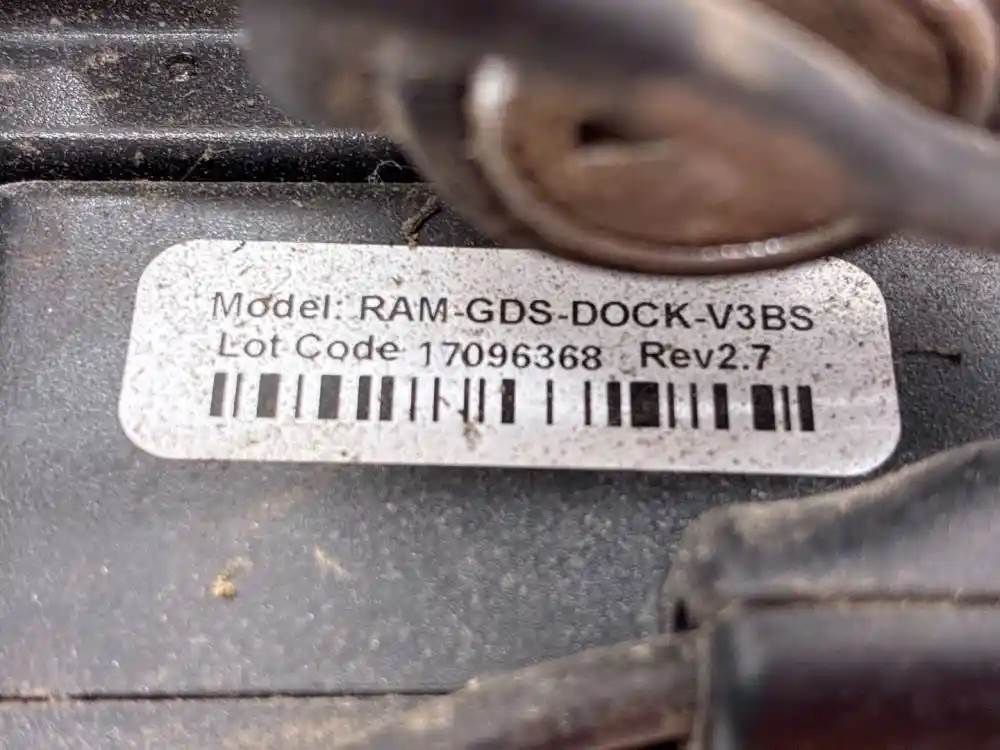 Model: RAM-GDS-DOCK-V3BS
Lot Code 17096368 Rev2.7